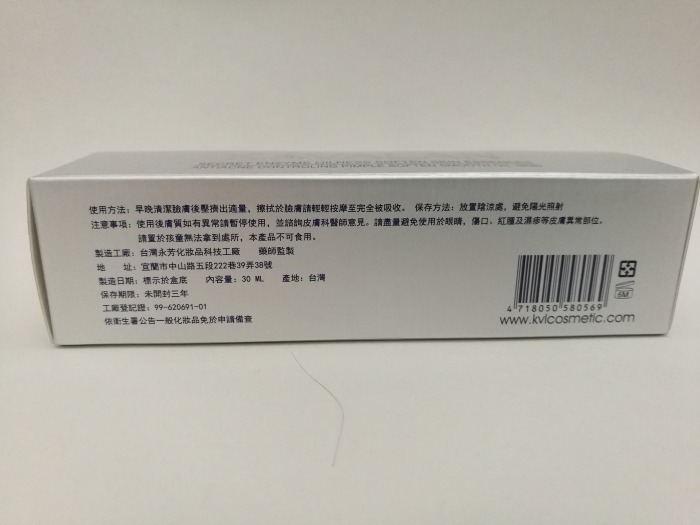 使用方法: 早晚清潔臉膚後壓擠出適量,擦拭於臉膚請輕輕按摩至完全被吸收。 保存方法: 放置陰涼處,避免陽光照射
注意事項: 使用後膚質如有異常請暫停使用,並諮詢皮膚科醫師意見。請盡量避免使用於眼睛,傷口、紅腫及濕疹等皮膚異常部位。
請置於孩童無法拿到處所,本產品不可食用。
製造工廠: 台灣永芳化妝品科技工廠 藥師監製
地 址: 宜蘭市中山路五段222巷39弄38號
製造日期: 標示於盒底 內容量: 30 ML 產地: 台灣
保存期限: 未開封三年
工廠登記證: 99-620691-01
依衛生署公告一般化妝品免於申請備查
4 718050 580569
6M
www.kvlcosmetic.com